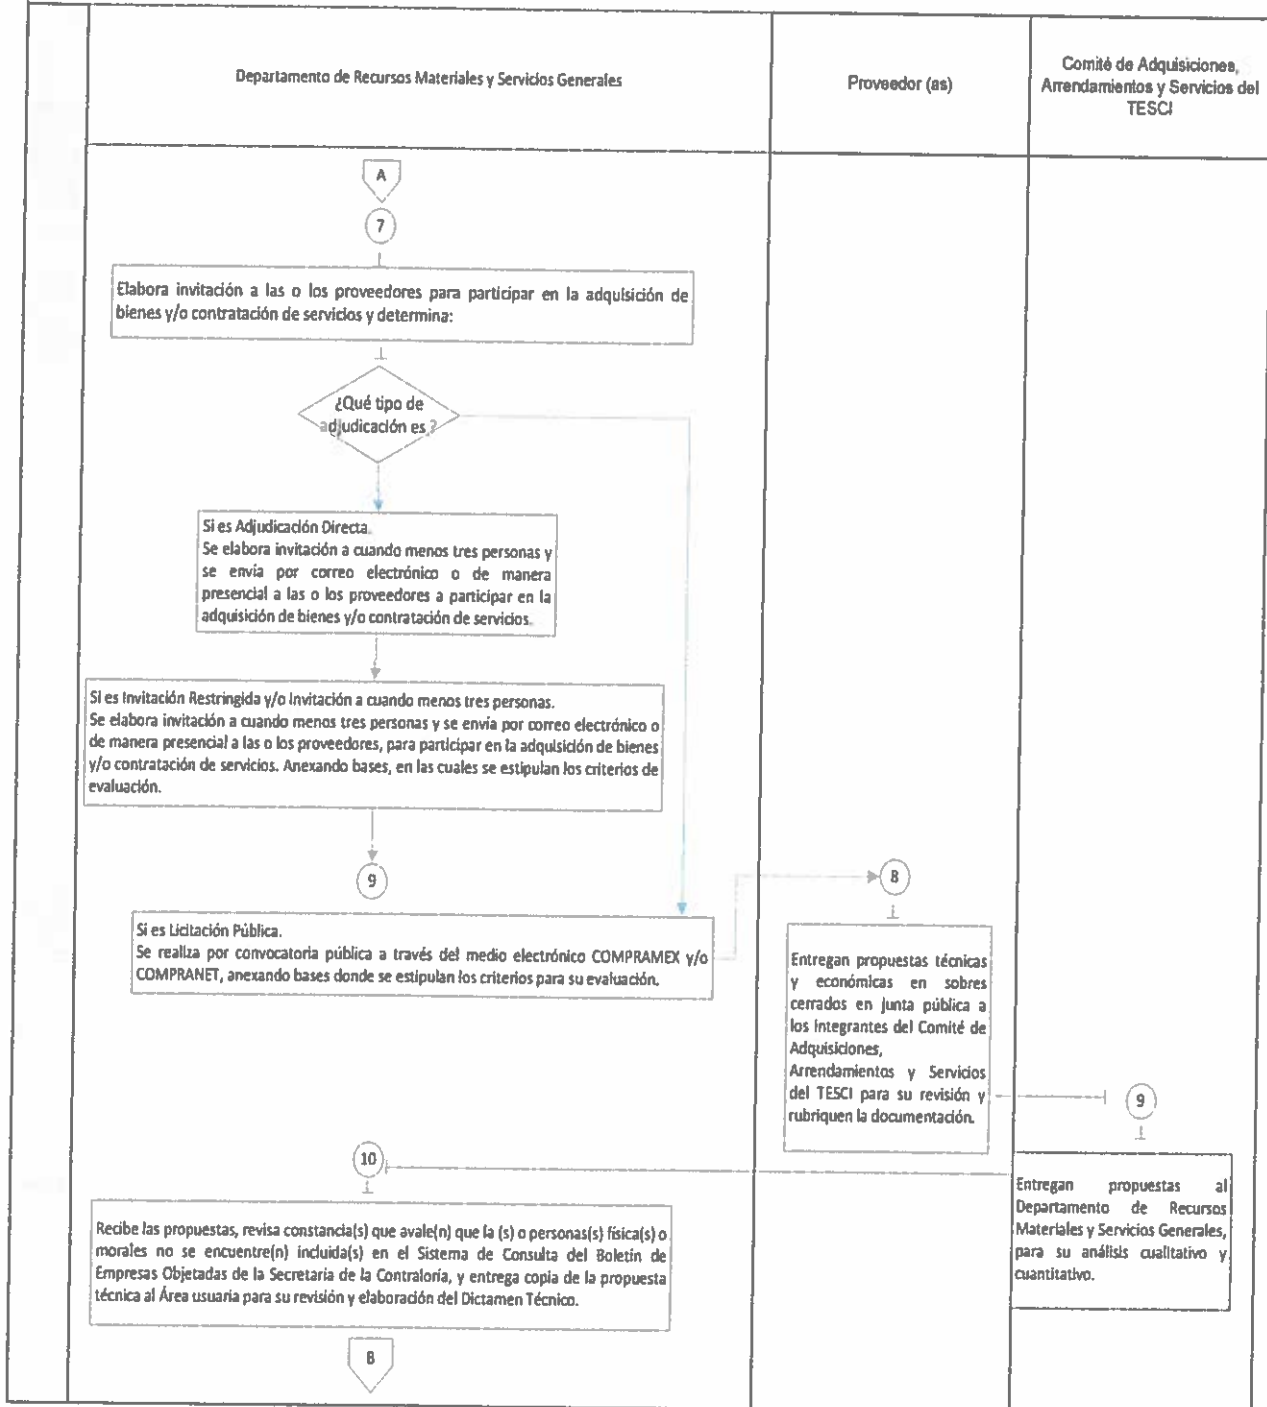 Departamento de Recursos Materiales y Servicios Generales
Proveedor (as)
Comité de Adquisiciones,
Arrendamientos y Servicios del
TESCI
A
7
Elabora invitación a las o los proveedores para participar en la adquisición de
bienes y/o contratación de servicios y determina:
¿Qué tipo de
adjudicación es ?
Si es Adjudicación Directa.
Se elabora invitación a cuando menos tres personas y
se envía por correo electrónico o de manera
presencial a las o los proveedores a participar en la
adquisición de bienes y/o contratación de servicios.
Si es Invitación Restringida y/o Invitación a cuando menos tres personas.
Se elabora invitación a cuando menos tres personas y se envía por correo electrónico o
de manera presencial a las o los proveedores, para participar en la adquisición de bienes
y/o contratación de servicios. Anexando bases, en las cuales se estipulan los criterios de
evaluación.
9
Si es Licitación Pública.
Se realiza por convocatoria pública a través del medio electrónico COMPRAMEX y/o
COMPRANET, anexando bases donde se estipulan los criterios para su evaluación.
8
Entregan propuestas técnicas
y económicas en sobres
cerrados en junta pública a
los integrantes del Comité de
Adquisiciones,
Arrendamientos y Servicios
del TESCI para su revisión y
rubriquen la documentación.
9
Entregan propuestas al
Departamento de Recursos
Materiales y Servicios Generales,
para su análisis cualitativo y
cuantitativo.
10
Recibe las propuestas, revisa constancia(s) que avale(n) que la (s) o personas(s) física(s) o
morales no se encuentre(n) incluida(s) en el Sistema de Consulta del Boletín de
Empresas Objetadas de la Secretaria de la Contraloría, y entrega copia de la propuesta
técnica al Área usuaria para su revisión y elaboración del Dictamen Técnico.
B